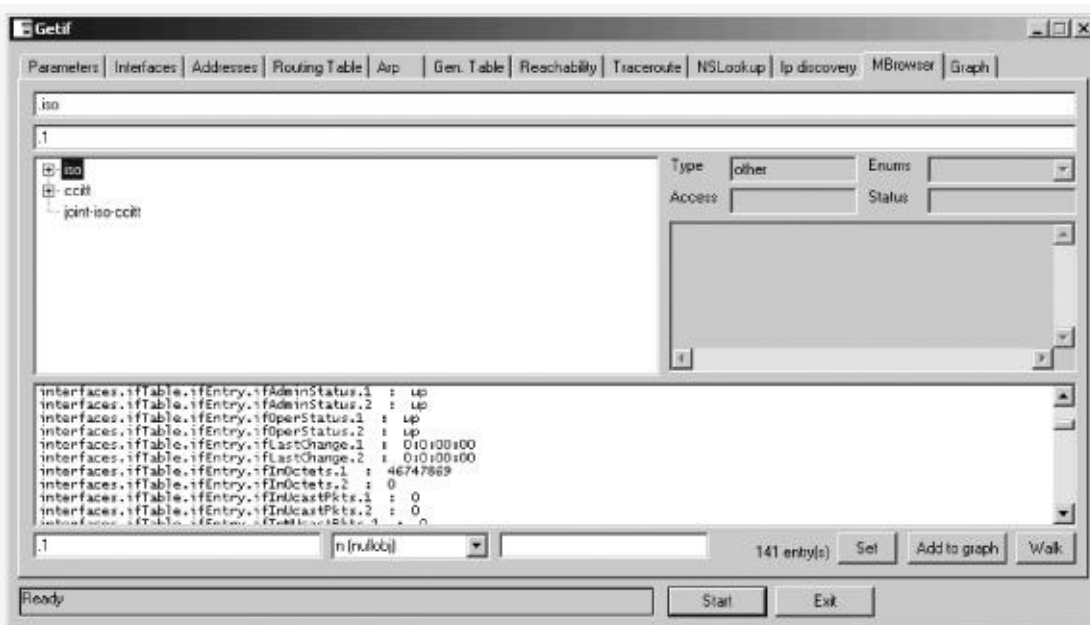 Getif
Parameters Interfaces Addresses Routing Table Arp Gen. Table Reachability Traceroute NSLookup Ip discovery MBrowser Graph
.iso
.1
iso
ccitt
joint-iso-ccitt
Type other Enums
Access Status
interfaces.ifTable.ifEntry.ifAdminStatus.1 : up
interfaces.ifTable.ifEntry.ifAdminStatus.2 : up
interfaces.ifTable.ifEntry.ifOperStatus.1 : up
interfaces.ifTable.ifEntry.ifOperStatus.2 : up
interfaces.ifTable.ifEntry.ifLastChange.1 : 0:0:00:00
interfaces.ifTable.ifEntry.ifLastChange.2 : 0:0:00:00
interfaces.ifTable.ifEntry.ifInOctets.1 : 46747869
interfaces.ifTable.ifEntry.ifInOctets.2 : 0
interfaces.ifTable.ifEntry.ifInUcastPkts.1 : 0
interfaces.ifTable.ifEntry.ifInUcastPkts.2 : 0
.1 n (nullobj) 141 entry(s) Set Add to graph Walk
Ready Start Exit